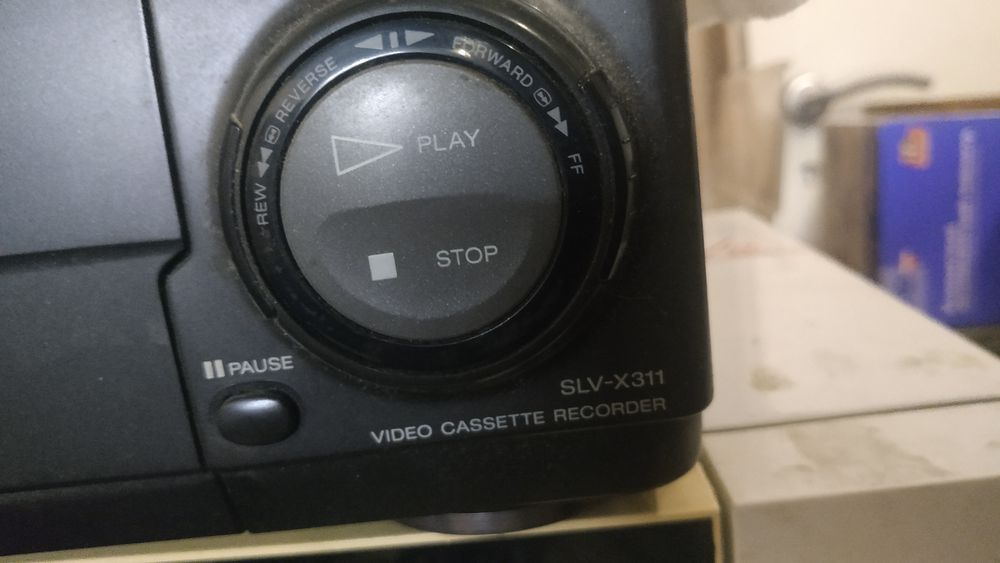 REVERSE
FORWARD
REW
FF
PLAY
STOP
PAUSE
SLV-X311
VIDEO CASSETTE RECORDER